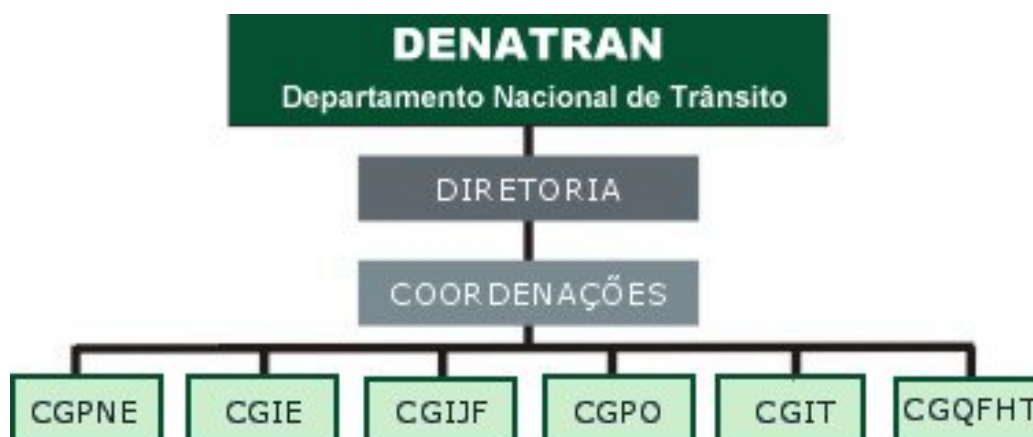 DENATRAN
Departamento Nacional de Trânsito
DIRETORIA
COORDENAÇÕES
CGPNE CGIE CGIJF CGPO CGIT CGQFHT